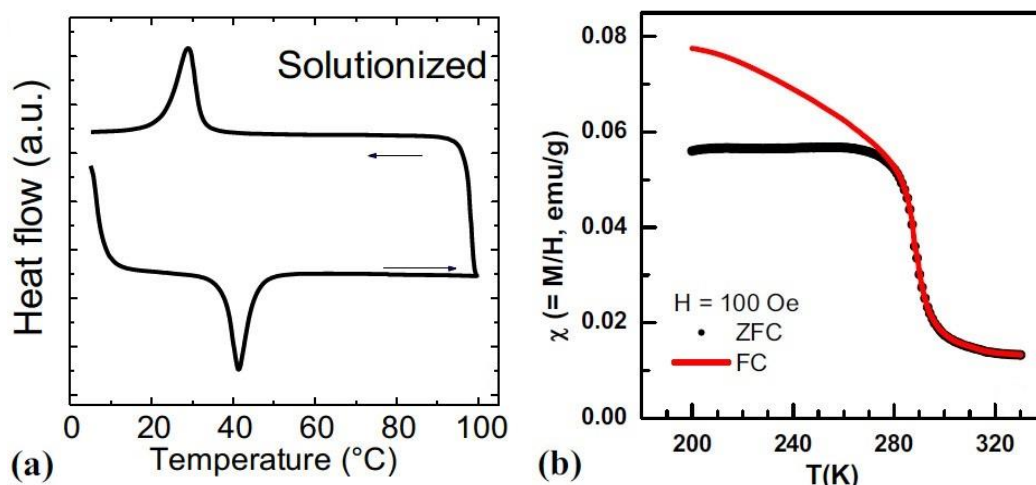 Solutionized
Heat flow (a.u.)
0 20 40 60 80 100
Temperature (°C)
(a)
0.08
0.06
0.04
0.02
0.00
χ (= M/H, emu/g)
H = 100 Oe
ZFC
FC
200 240 280 320
T(K)
(b)